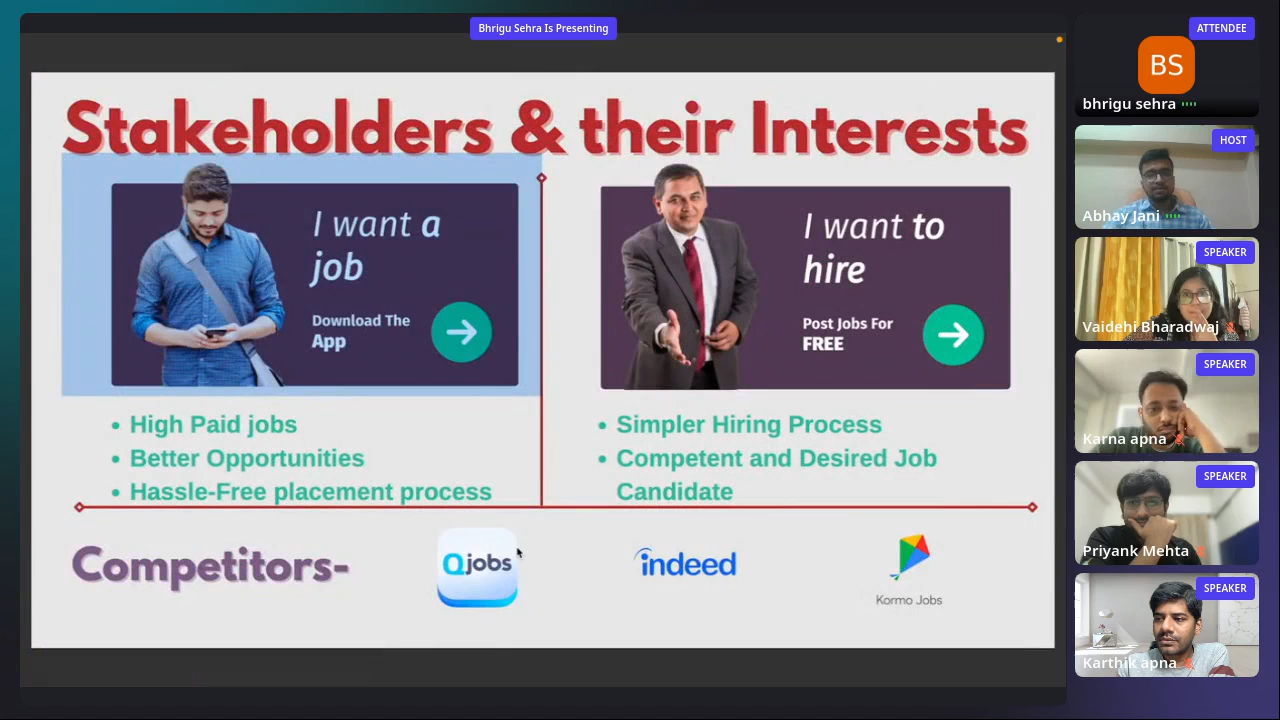 Bhrigu Sehra Is Presenting
Stakeholders & their Interests
I want a
job
Download The
App
I want to
hire
Post Jobs For
FREE
• High Paid jobs
• Better Opportunities
• Hassle-Free placement process
• Simpler Hiring Process
• Competent and Desired Job
Candidate
Competitors-
Qjobs
indeed
Kormo Jobs
ATTENDEE
BS
bhrigu sehra
HOST
Abhay Jani
SPEAKER
Vaidehi Bharadwaj
SPEAKER
Karna apna
SPEAKER
Priyank Mehta
SPEAKER
Karthik apna